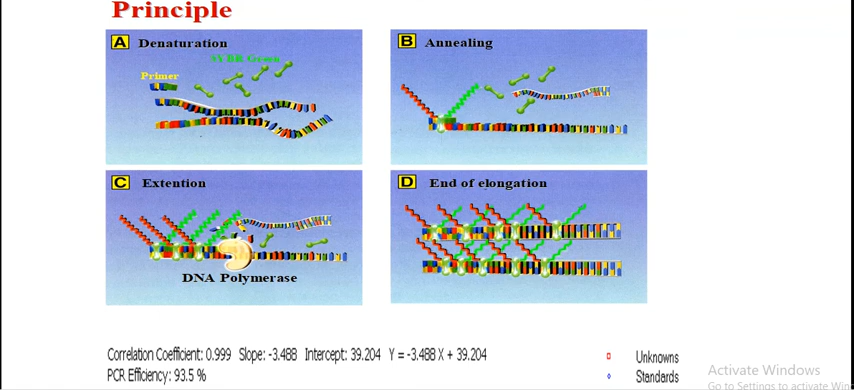 Principle
A Denaturation
SYBR Green
Primer
B Annealing
C Extention
DNA Polymerase
D End of elongation
Correlation Coefficient: 0.999 Slope: -3.488 Intercept: 39.204 Y = -3.488 X + 39.204
PCR Efficiency: 93.5 %
Unknowns
Standards
Activate Windows
Go to Settings to activate Win